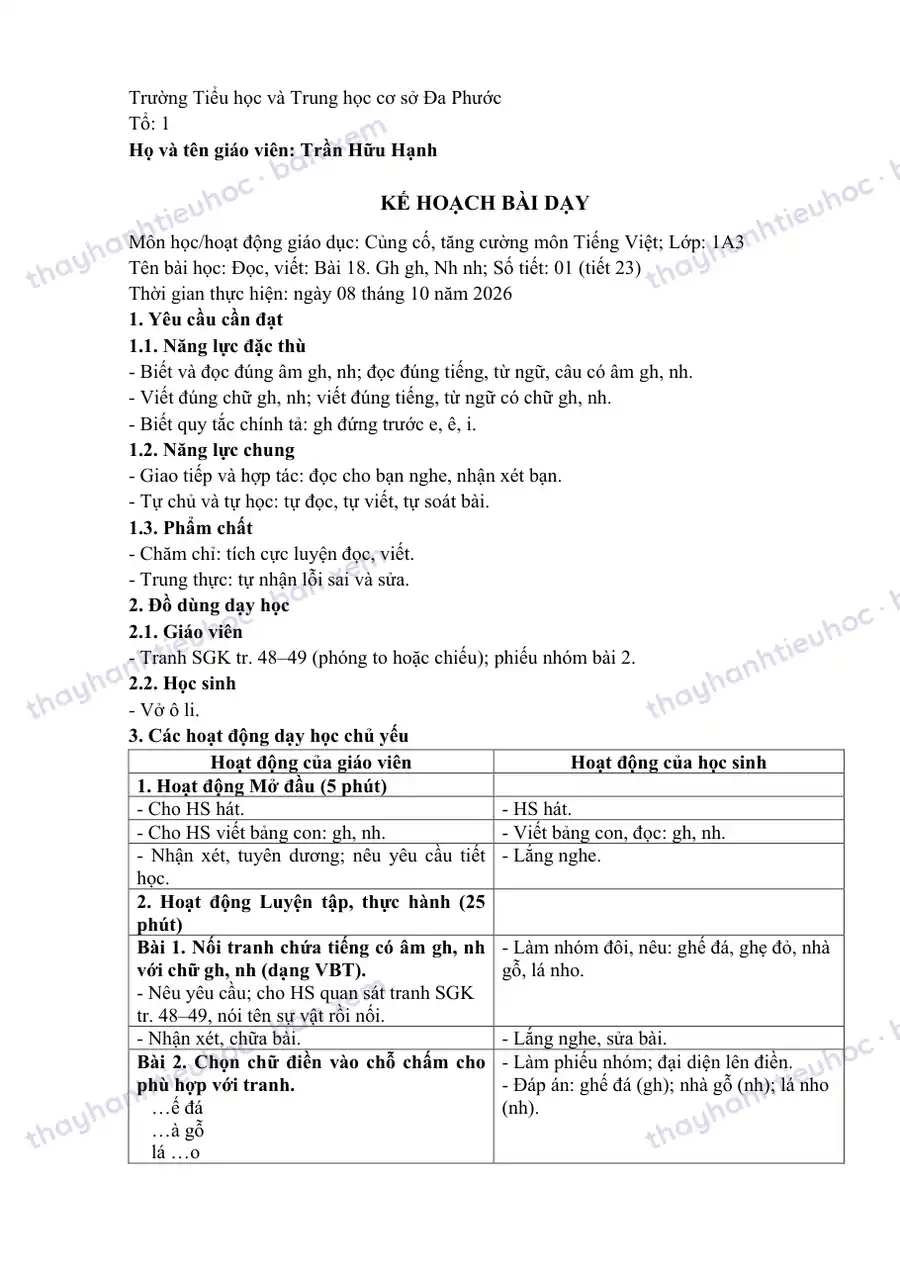 Trường Tiểu học và Trung học cơ sở Đa Phước
Tổ: 1
Họ và tên giáo viên: Trần Hữu Hạnh
KẾ HOẠCH BÀI DẠY
Môn học/hoạt động giáo dục: Củng cố, tăng cường môn Tiếng Việt; Lớp: 1A3
Tên bài học: Đọc, viết: Bài 18. Gh gh, Nh nh; Số tiết: 01 (tiết 23)
Thời gian thực hiện: ngày 08 tháng 10 năm 2026
1. Yêu cầu cần đạt
1.1. Năng lực đặc thù
- Biết và đọc đúng âm gh, nh; đọc đúng tiếng, từ ngữ, câu có âm gh, nh.
- Viết đúng chữ gh, nh; viết đúng tiếng, từ ngữ có chữ gh, nh.
- Biết quy tắc chính tả: gh đứng trước e, ê, i.
1.2. Năng lực chung
- Giao tiếp và hợp tác: đọc cho bạn nghe, nhận xét bạn.
- Tự chủ và tự học: tự đọc, tự viết, tự soát bài.
1.3. Phẩm chất
- Chăm chỉ: tích cực luyện đọc, viết.
- Trung thực: tự nhận lỗi sai và sửa.
2. Đồ dùng dạy học
2.1. Giáo viên
- Tranh SGK tr. 48–49 (phóng to hoặc chiếu); phiếu nhóm bài 2.
2.2. Học sinh
- Vở ô li.
3. Các hoạt động dạy học chủ yếu
Hoạt động của giáo viên
Hoạt động của học sinh
1. Hoạt động Mở đầu (5 phút)
- Cho HS hát.
- HS hát.
- Cho HS viết bảng con: gh, nh.
- Viết bảng con, đọc: gh, nh.
- Nhận xét, tuyên dương; nêu yêu cầu tiết
học.
- Lắng nghe.
2. Hoạt động Luyện tập, thực hành (25
phút)
Bài 1. Nối tranh chứa tiếng có âm gh, nh
với chữ gh, nh (dạng VBT).
- Nêu yêu cầu; cho HS quan sát tranh SGK
tr. 48–49, nói tên sự vật rồi nối.
- Làm nhóm đôi, nêu: ghế đá, ghẹ đỏ, nhà
gỗ, lá nho.
- Nhận xét, chữa bài.
- Lắng nghe, sửa bài.
Bài 2. Chọn chữ điền vào chỗ chấm cho
phù hợp với tranh.
…ế đá
…à gỗ
lá …o
- Làm phiếu nhóm; đại diện lên điền.
- Đáp án: ghế đá (gh); nhà gỗ (nh); lá nho
(nh).
thayhanhtieuhoc · bản xem
thayhanhtieuhoc · b
thayhanhtieuhoc · bản xem
thayhanhtieuhoc · b
thayhanhtieuhoc · bản xem
thayhanhtieuhoc · b